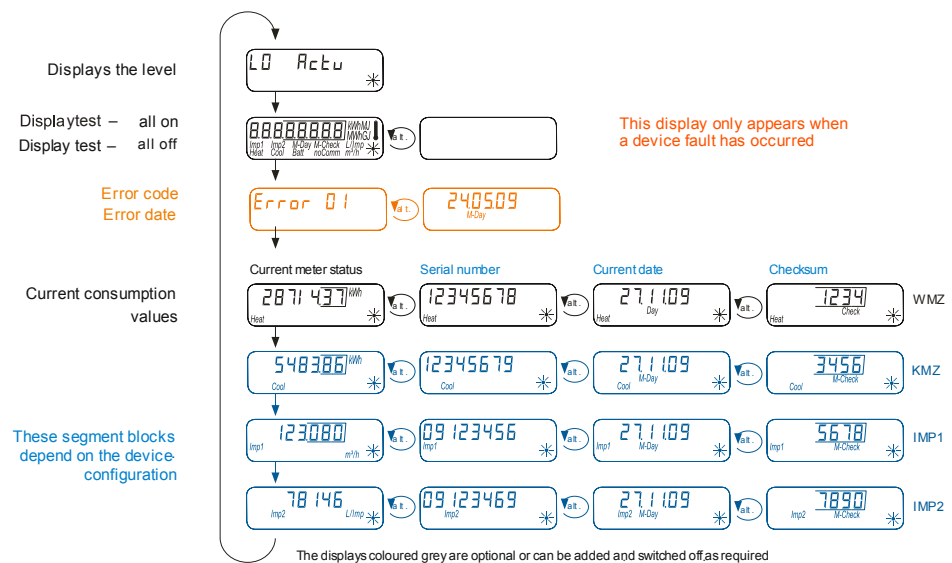 Displays the level
L0 Actu
Displaytest – all on
Display test – all off
8.8.8.8.8.8.8.8 kWhMJ
MWhGJ
Imp1 Imp2 M-Day M-Check L/Imp
Heat Cool Batt noComm m³/h
alt.
This display only appears when
a device fault has occurred
Error code
Error date
Error 01
alt.
24.05.09
M-Day
Current consumption
values
Current meter status Serial number Current date Checksum
28714.37 kWh
Heat
alt.
12345678
Heat
alt.
27.11.09
Heat Day
alt.
1234
Heat Check
WMZ
5483.86 kWh
Cool
alt.
12345679
Cool
alt.
27.11.09
Cool M-Day
alt.
3456
Cool M-Check
KMZ
These segment blocks
depend on the device-
configuration
123.080
Imp1 m³/h
alt.
09123456
Imp1
alt.
27.11.09
Imp1 M-Day
alt.
5678
Imp1 M-Check
IMP1
78146
Imp2 L/Imp
alt.
09123469
Imp2
alt.
27.11.09
Imp2 M-Day
alt.
7890
Imp2 M-Check
IMP2
The displays coloured grey are optional or can be added and switched off,as required